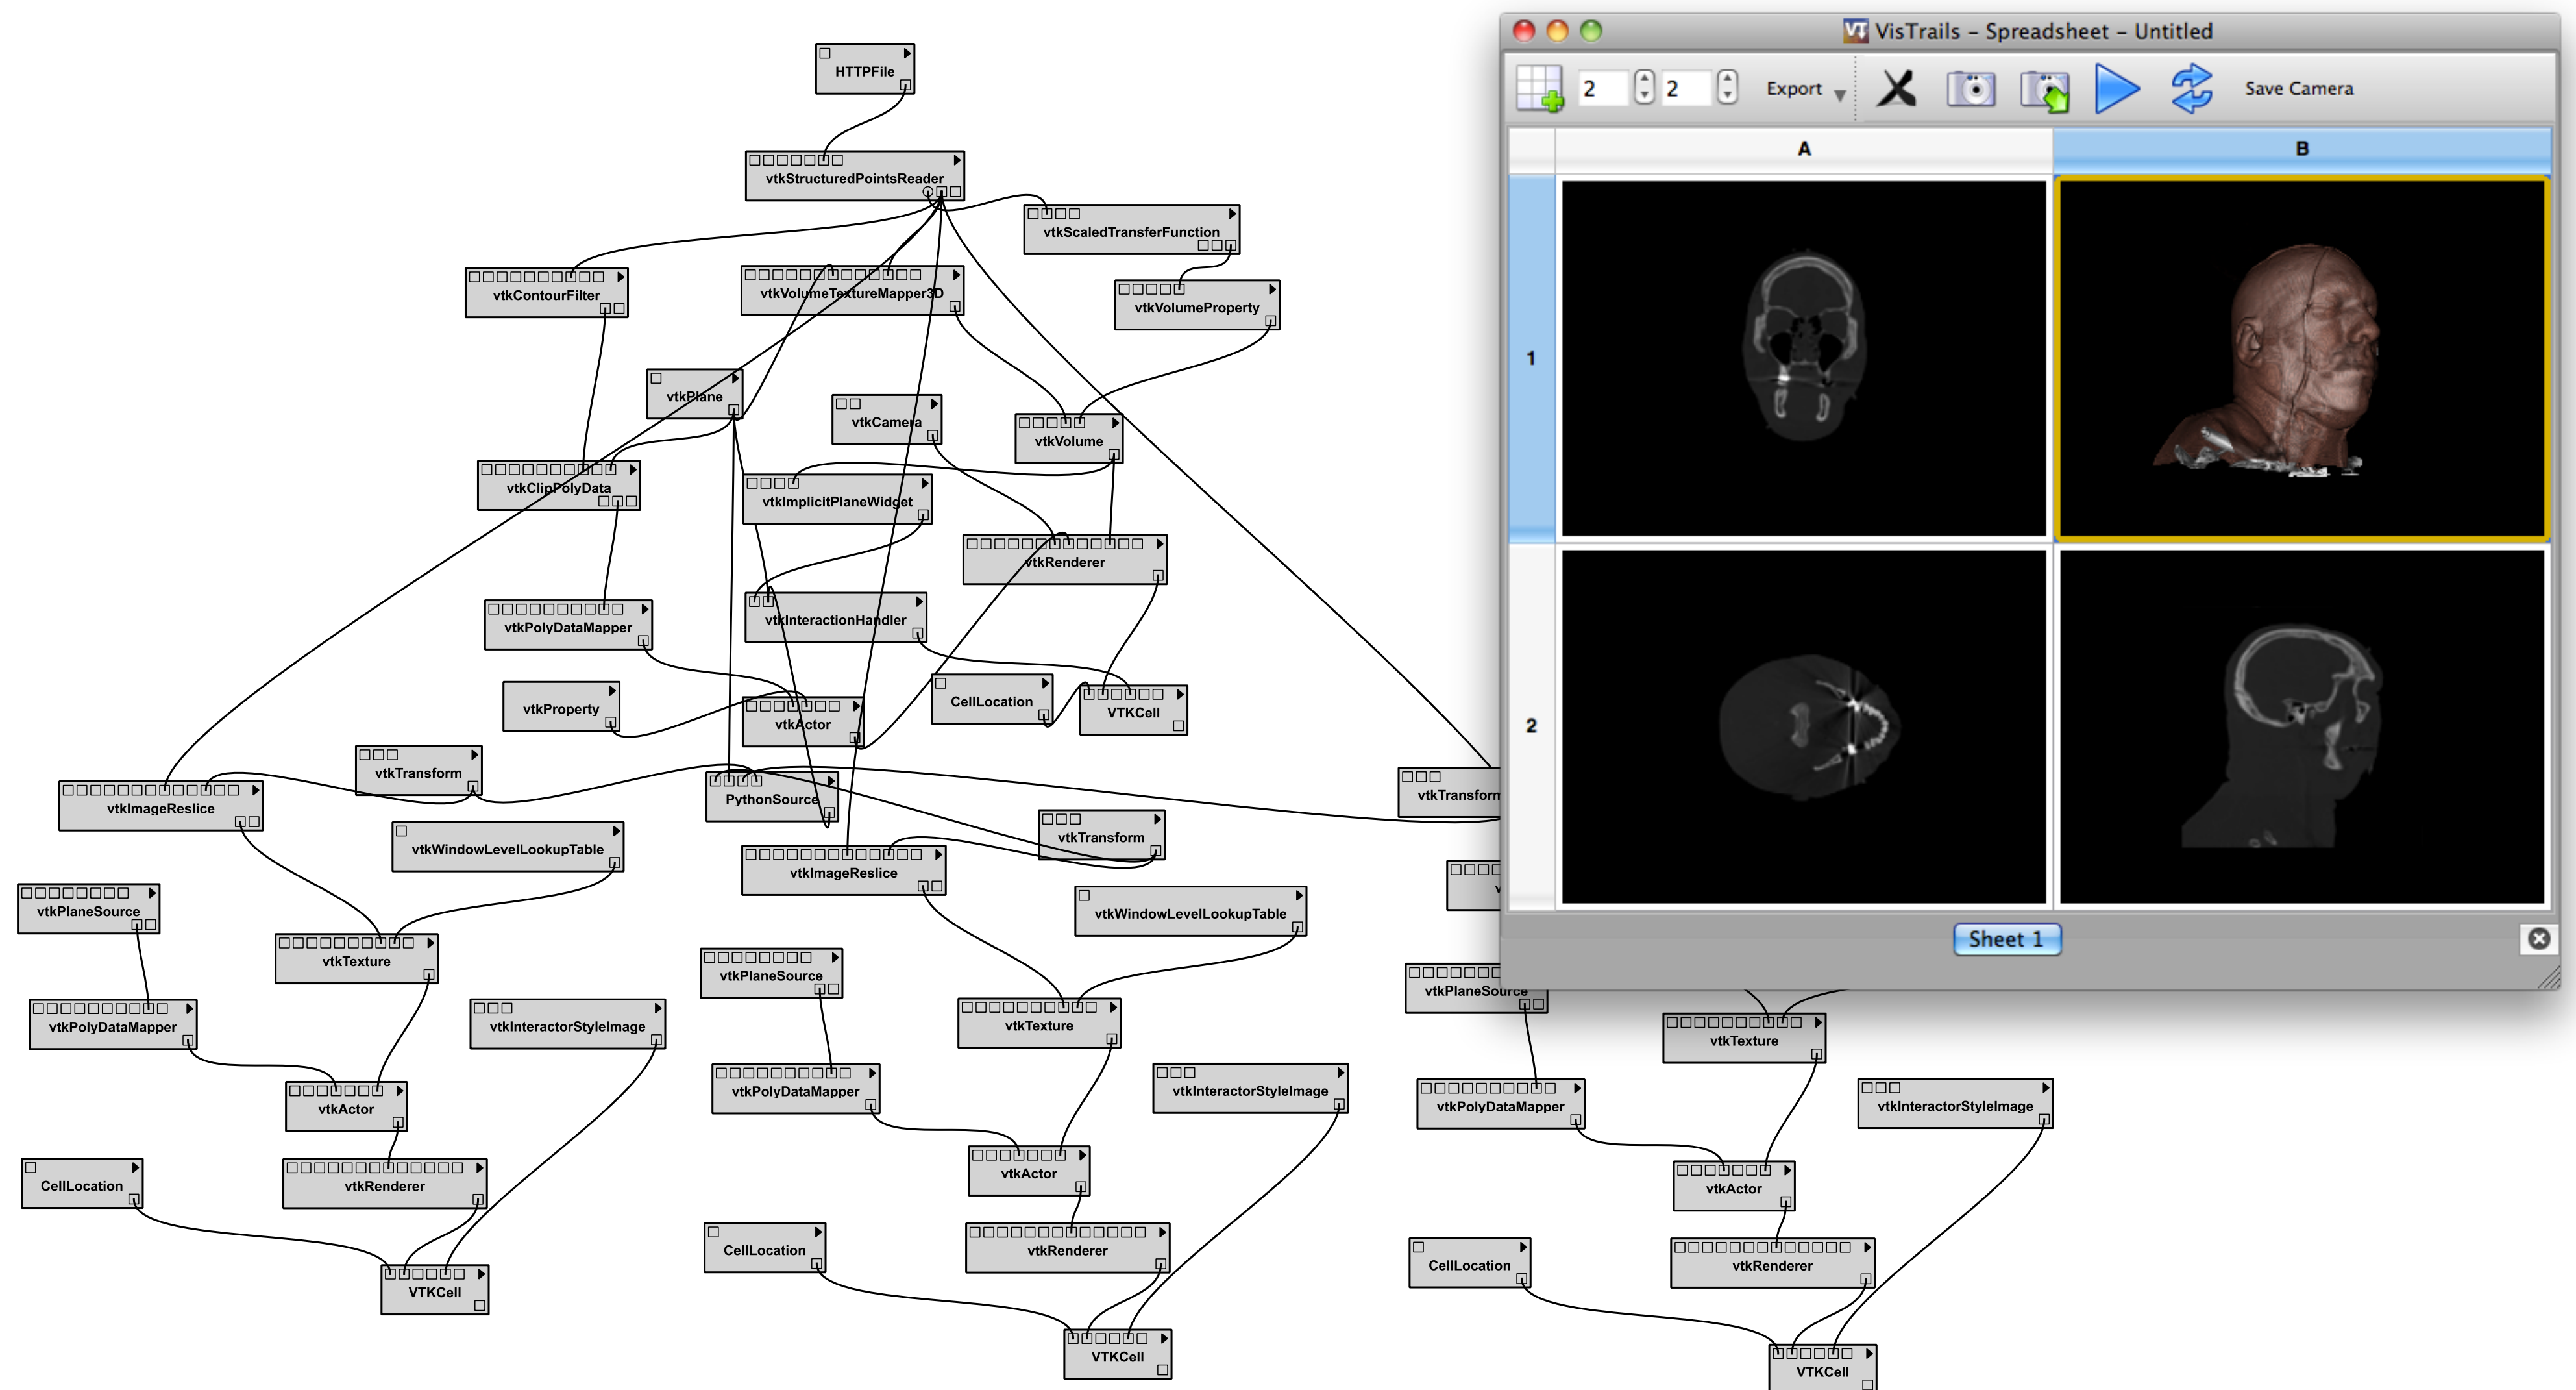 HTTPFile
vtkStructuredPointsReader
vtkScaledTransferFunction
vtkContourFilter
vtkVolumeTextureMapper3D
vtkVolumeProperty
vtkPlane
vtkCamera
vtkVolume
vtkClipPolyData
vtkImplicitPlaneWidget
vtkRenderer
vtkPolyDataMapper
vtkInteractionHandler
vtkProperty
vtkActor
CellLocation
VTKCell
vtkTransform
vtkImageReslice
PythonSource
vtkTransform
vtkWindowLevelLookupTable
vtkTransform
vtkImageReslice
vtkPlaneSource
vtkWindowLevelLookupTable
vtkTexture
vtkPlaneSource
vtkPlaneSource
vtkPolyDataMapper
vtkInteractorStyleImage
vtkTexture
vtkTexture
vtkPolyDataMapper
vtkInteractorStyleImage
vtkPolyDataMapper
vtkInteractorStyleImage
vtkActor
vtkActor
vtkActor
CellLocation
vtkRenderer
CellLocation
vtkRenderer
CellLocation
vtkRenderer
VTKCell
VTKCell
VTKCell
VT VisTrails - Spreadsheet - Untitled
2 2 Export Save Camera
A B
1
2
Sheet 1